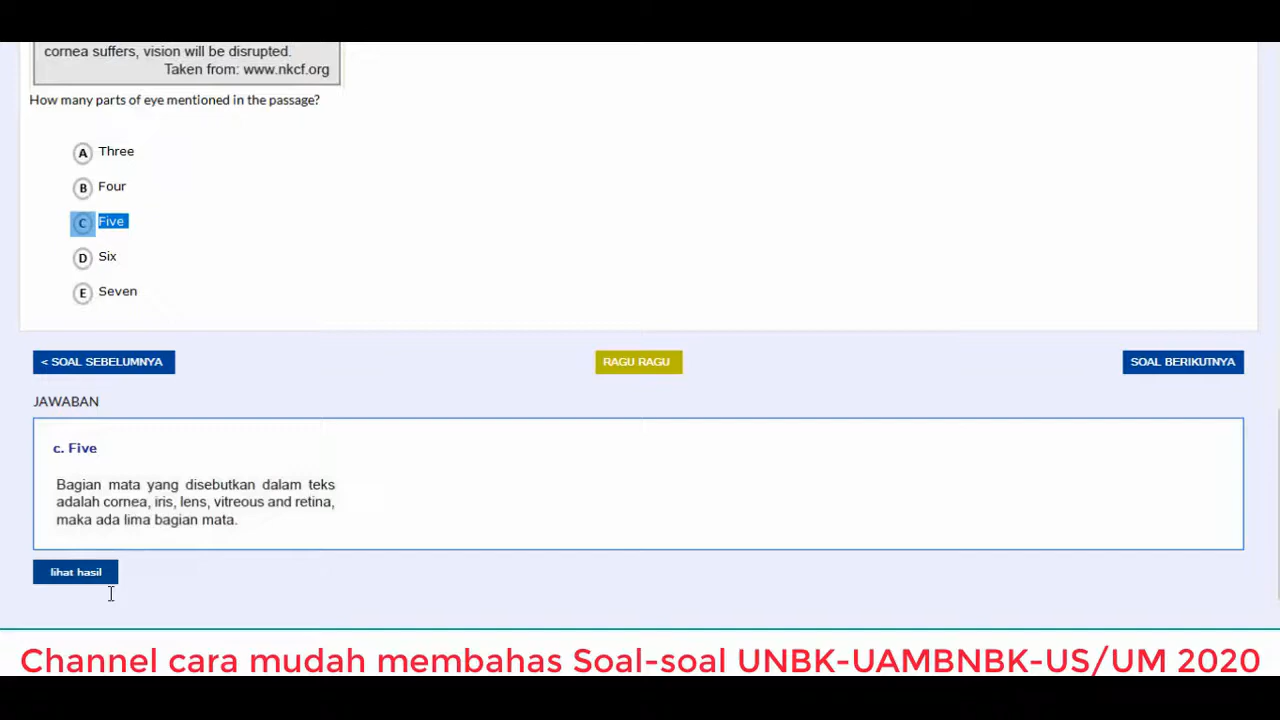 cornea suffers, vision will be disrupted.
Taken from: www.nkcf.org
How many parts of eye mentioned in the passage?
A Three
B Four
C Five
D Six
E Seven
< SOAL SEBELUMNYA
RAGU RAGU
SOAL BERIKUTNYA
JAWABAN
c. Five
Bagian mata yang disebutkan dalam teks
adalah cornea, iris, lens, vitreous and retina,
maka ada lima bagian mata.
lihat hasil
Channel cara mudah membahas Soal-soal UNBK-UAMBNBK-US/UM 2020